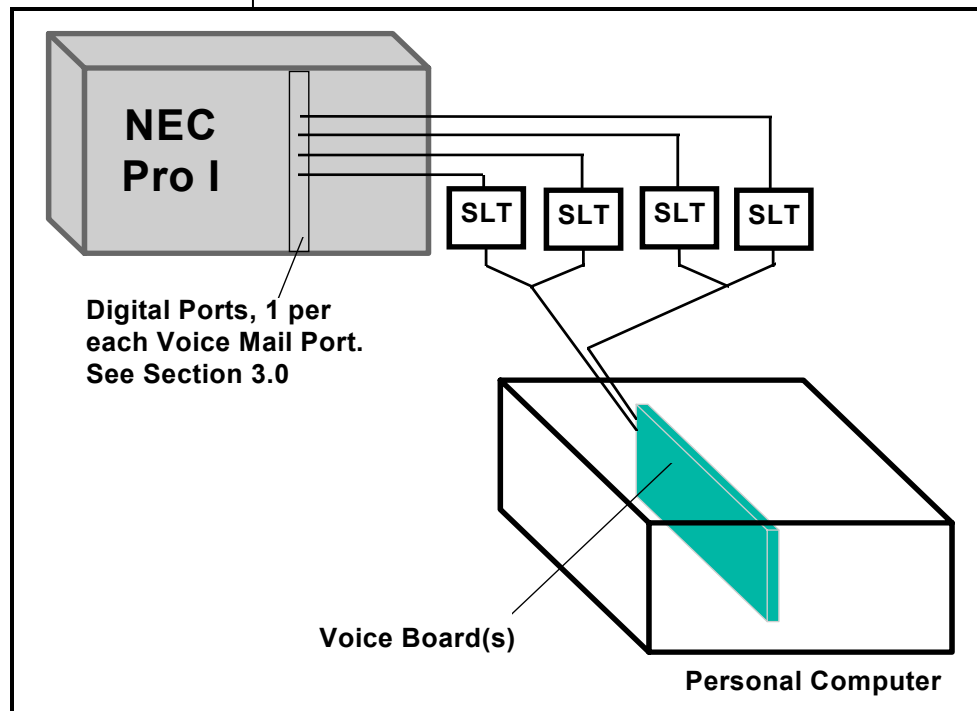 NEC
Pro I
SLT
SLT
SLT
SLT
Digital Ports, 1 per
each Voice Mail Port.
See Section 3.0
Voice Board(s)
Personal Computer